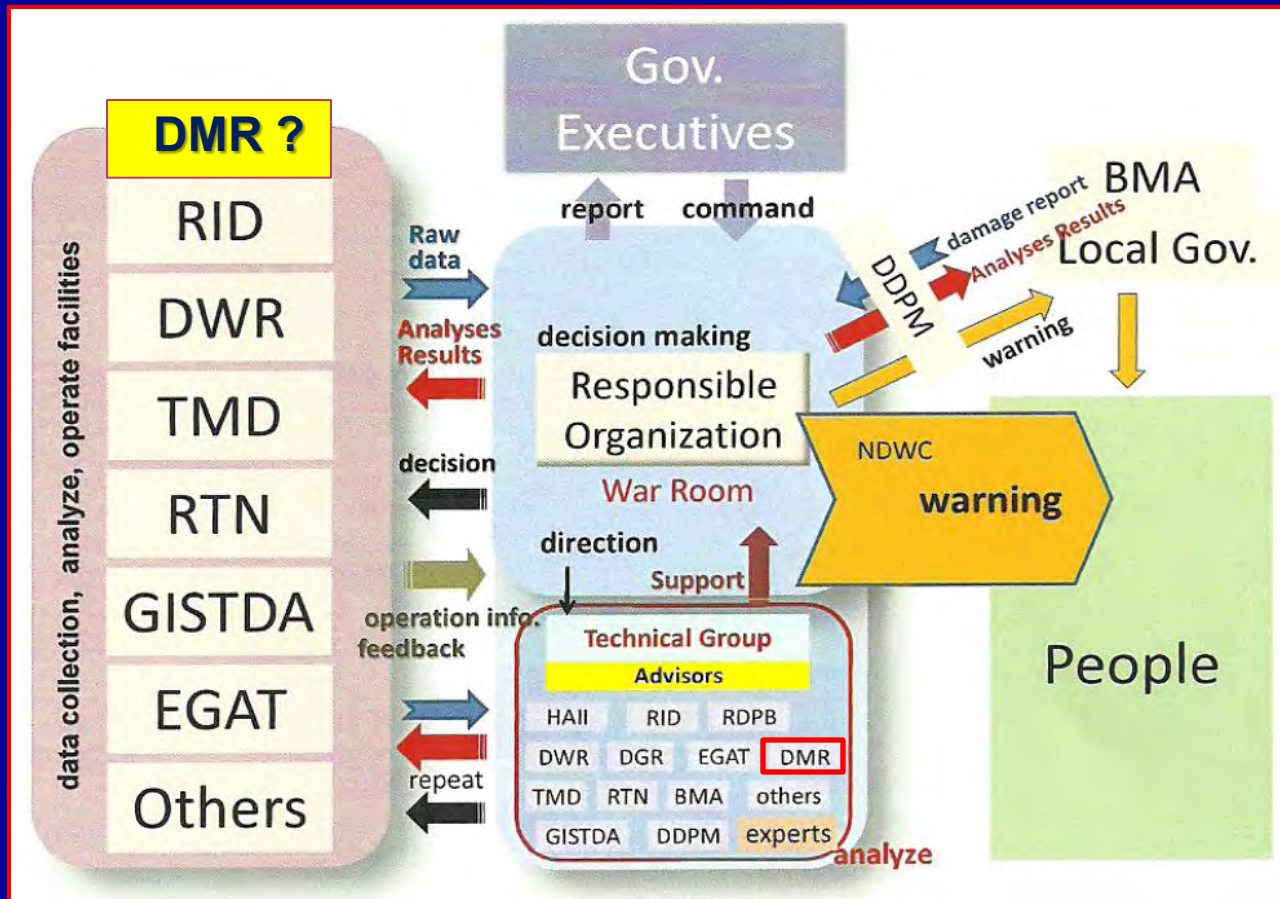 Gov.
Executives
DMR ?
RID
DWR
TMD
RTN
GISTDA
EGAT
Others
data collection, analyze, operate facilities
Raw
data
Analyses
Results
decision
operation info.
feedback
repeat
report command
decision making
Responsible
Organization
War Room
direction
Support
Technical Group
Advisors
HAII RID RDPB
DWR DGR EGAT DMR
TMD RTN BMA others
GISTDA DDPM experts
analyze
DDPM
damage report
Analyses Results
warning
BMA
Local Gov.
NDWC
warning
People